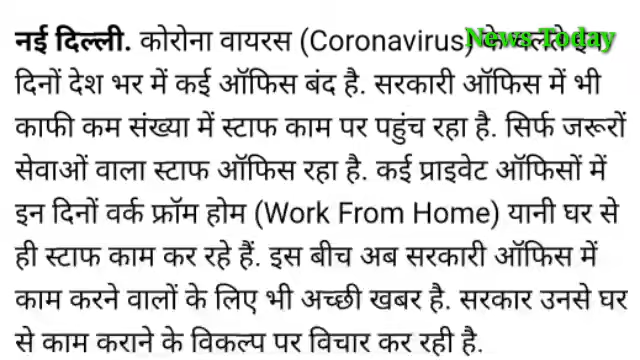 नई दिल्ली. कोरोना वायरस (Coronavirus) के चलते इन
News Today
दिनों देश भर में कई ऑफिस बंद है. सरकारी ऑफिस में भी
काफी कम संख्या में स्टाफ काम पर पहुंच रहा है. सिर्फ जरूरों
सेवाओं वाला स्टाफ ऑफिस रहा है. कई प्राइवेट ऑफिसों में
इन दिनों वर्क फ्रॉम होम (Work From Home) यानी घर से
ही स्टाफ काम कर रहे हैं. इस बीच अब सरकारी ऑफिस में
काम करने वालों के लिए भी अच्छी खबर है. सरकार उनसे घर
से काम कराने के विकल्प पर विचार कर रही है.